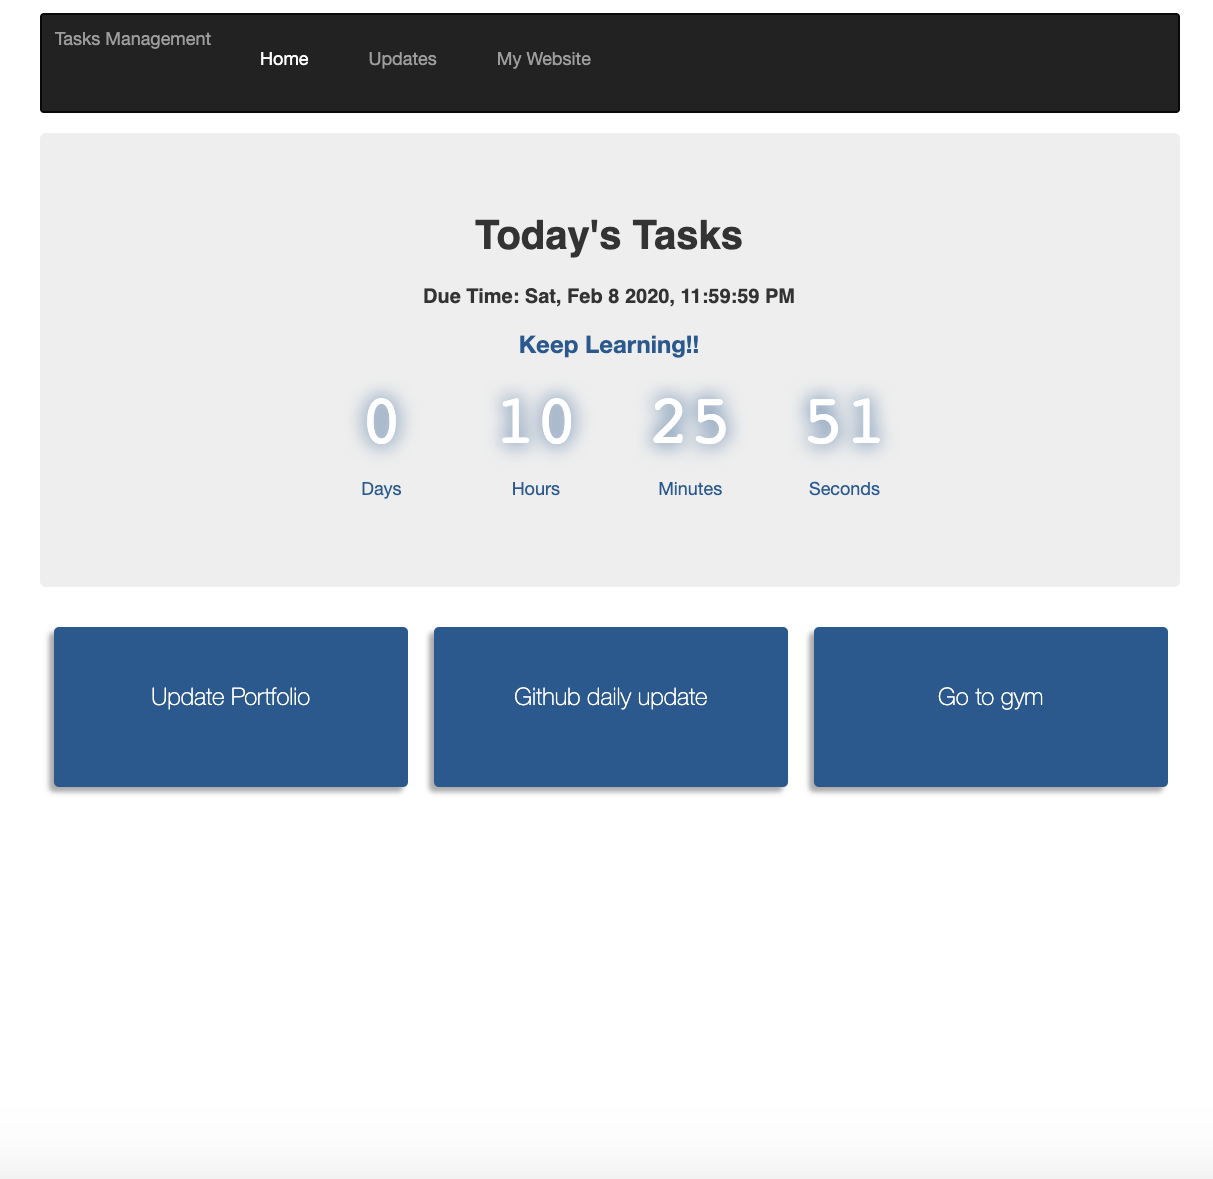 Tasks Management
Home Updates My Website
Today's Tasks
Due Time: Sat, Feb 8 2020, 11:59:59 PM
Keep Learning!!
0 10 25 51
Days Hours Minutes Seconds
Update Portfolio Github daily update Go to gym